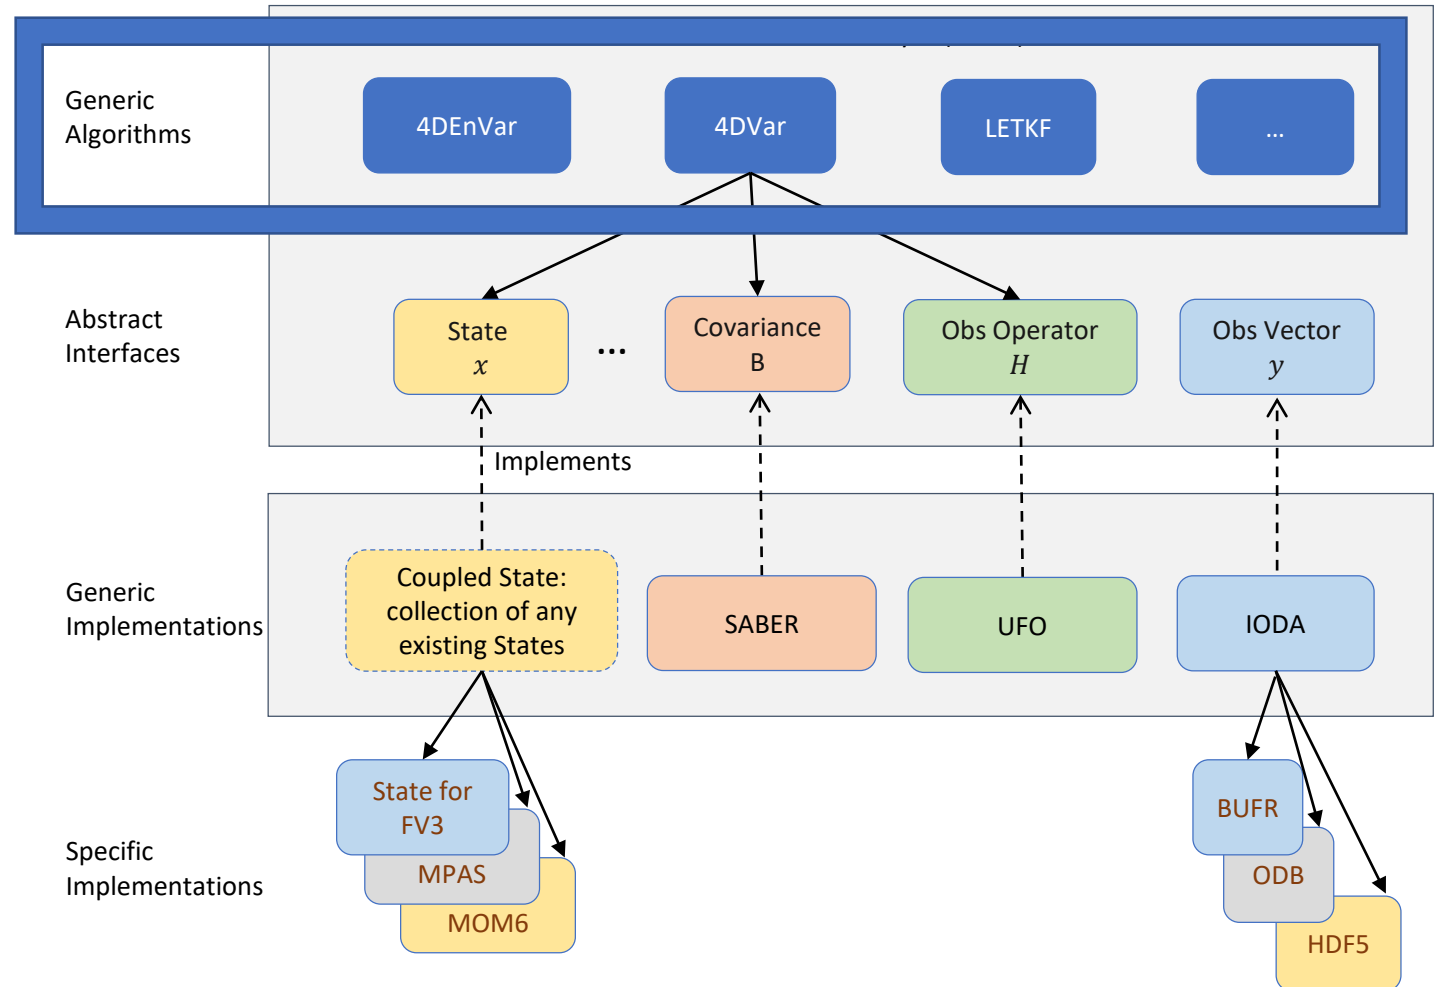 Generic
Algorithms
4DEnVar
4DVar
LETKF
...
Abstract
Interfaces
State
x
...
Covariance
B
Obs Operator
H
Obs Vector
y
Implements
Generic
Implementations
Coupled State:
collection of any
existing States
SABER
UFO
IODA
Specific
Implementations
State for
FV3
MPAS
MOM6
BUFR
ODB
HDF5